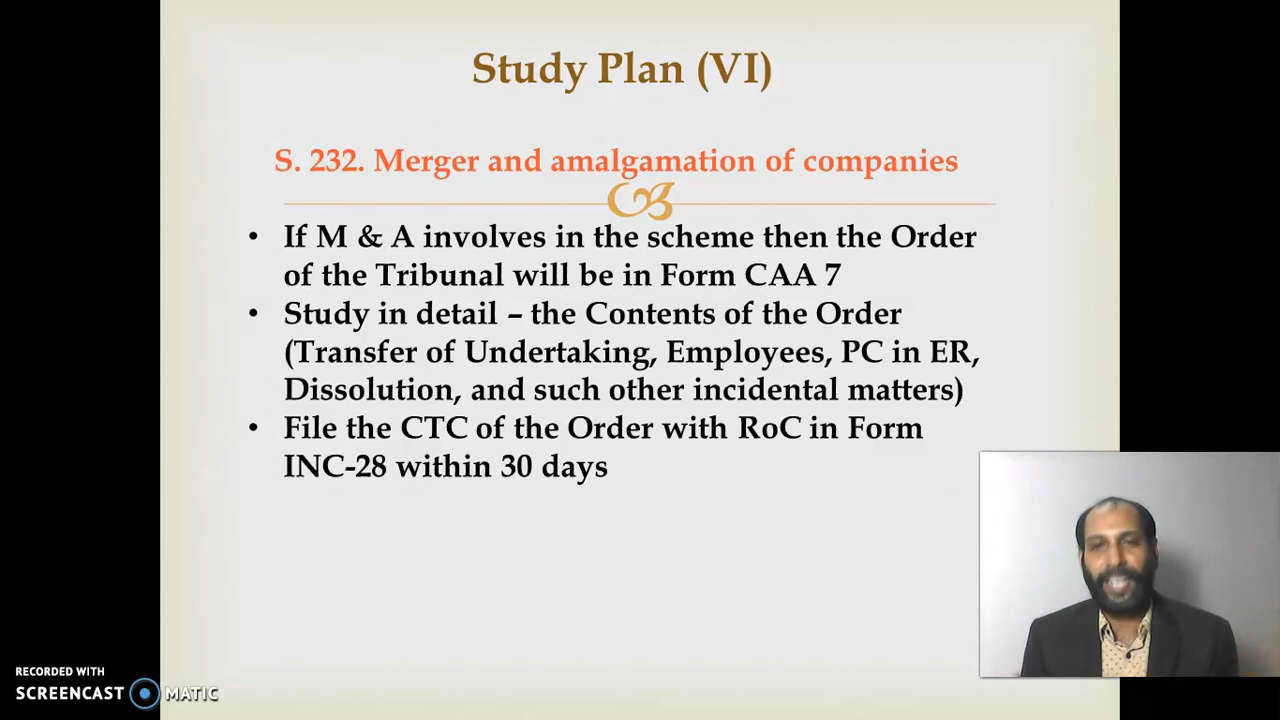 Study Plan (VI)
S. 232. Merger and amalgamation of companies
• If M & A involves in the scheme then the Order
of the Tribunal will be in Form CAA 7
• Study in detail – the Contents of the Order
(Transfer of Undertaking, Employees, PC in ER,
Dissolution, and such other incidental matters)
• File the CTC of the Order with RoC in Form
INC-28 within 30 days
RECORDED WITH
SCREENCAST MATIC